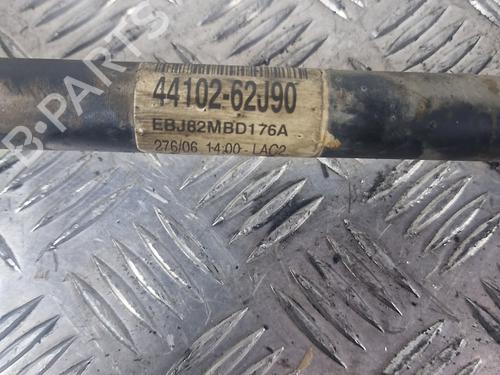 44102-62J90
EBJ82MBD176A
276/06 14:00 - LAC2
B-PARTS